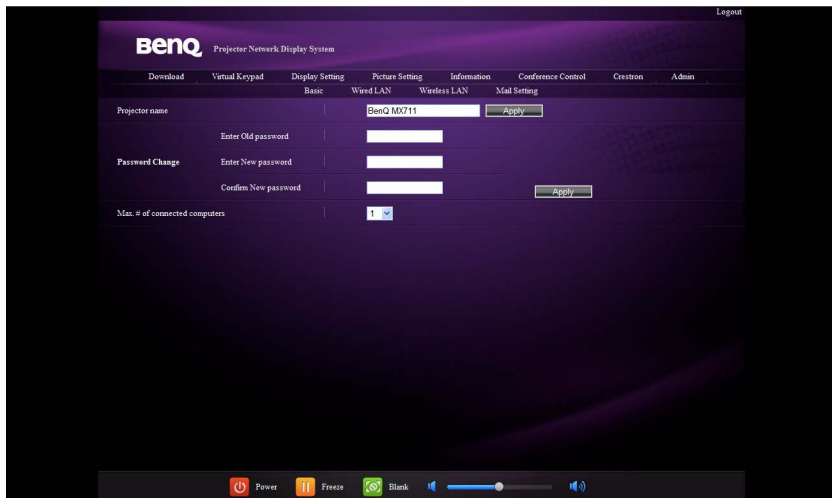 Logout
BenQ Projector Network Display System
Download Virtual Keypad Display Setting Picture Setting Information Conference Control Crestron Admin
Basic Wired LAN Wireless LAN Mail Setting
Projector name BenQ MX711 Apply
Enter Old password
Password Change Enter New password
Confirm New password Apply
Max. # of connected computers 1
Power Freeze Blank